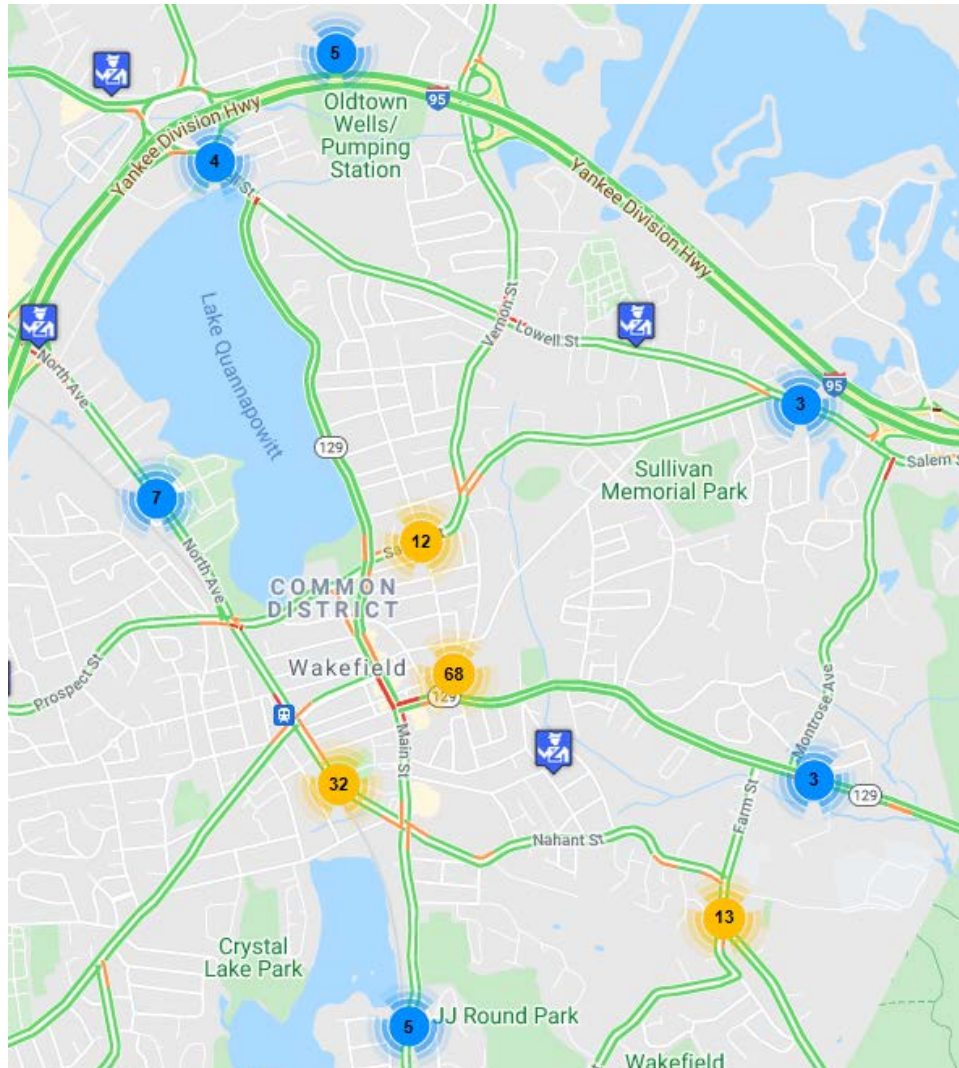 5
Oldtown
Wells/
Pumping
Station
95
Yankee Division Hwy
4
Yankee Division Hwy
Lake Quannapowitt
Vernon St
Lowell St
North Ave
95
3
129
Salem
Sullivan
Memorial Park
7
12
North Ave
COMMON
DISTRICT
Prospect St
Wakefield
68
129
Main St
Montrose Ave
32
3
129
Farm St
Nahant St
13
Crystal
Lake Park
5
JJ Round Park
Wakefield